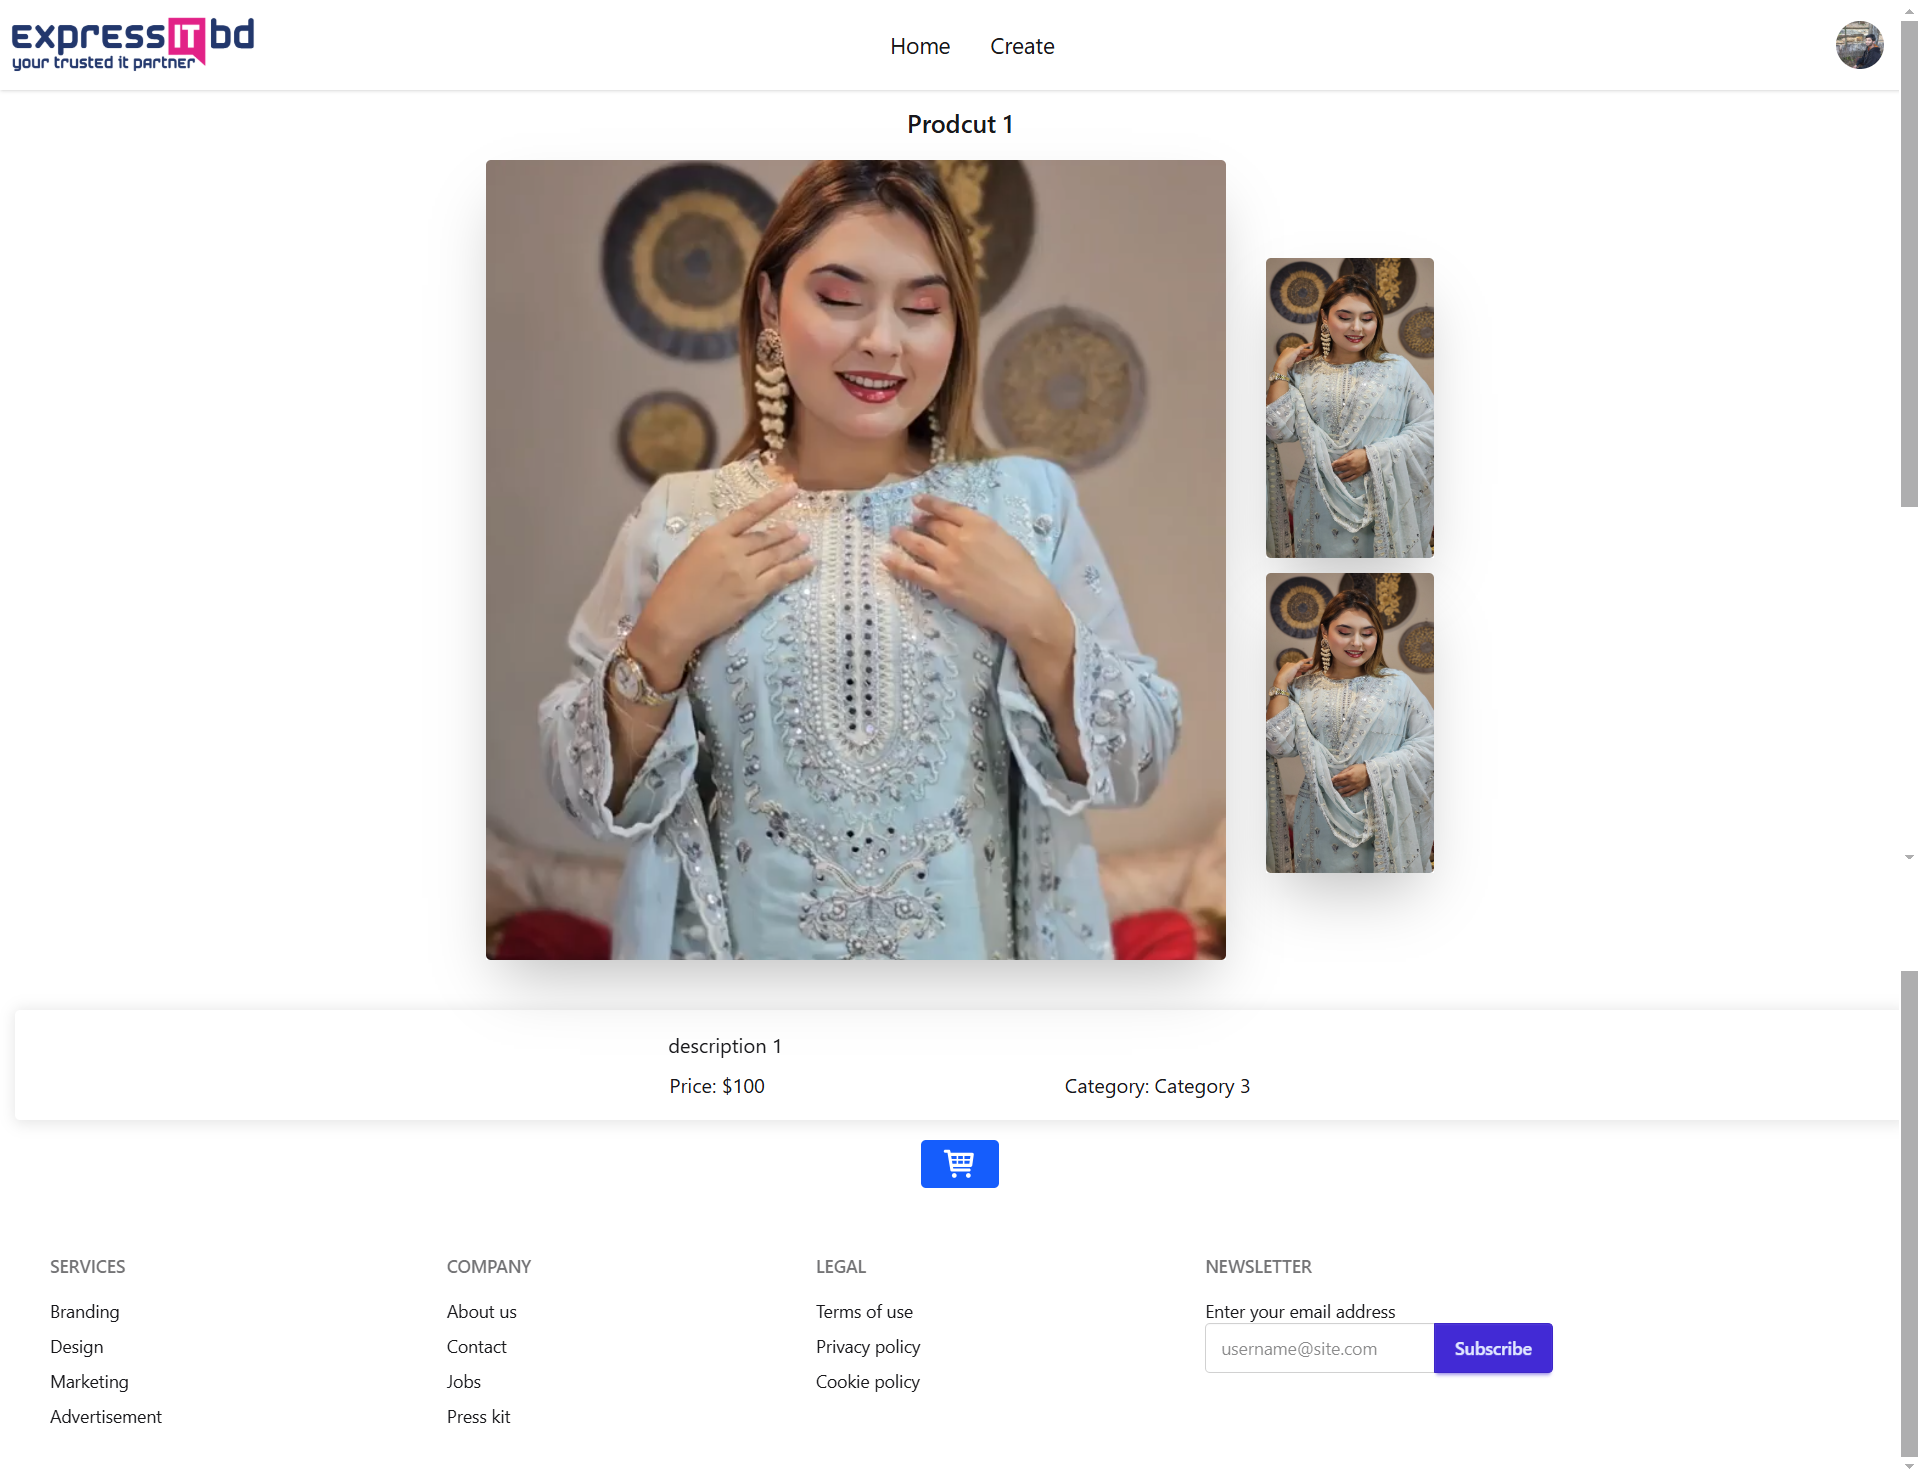 expressITbd
your trusted it partner
Home Create
Prodcut 1
description 1
Price: $100 Category: Category 3
SERVICES COMPANY LEGAL NEWSLETTER
Branding About us Terms of use Enter your email address
Design Contact Privacy policy username@site.com Subscribe
Marketing Jobs Cookie policy
Advertisement Press kit